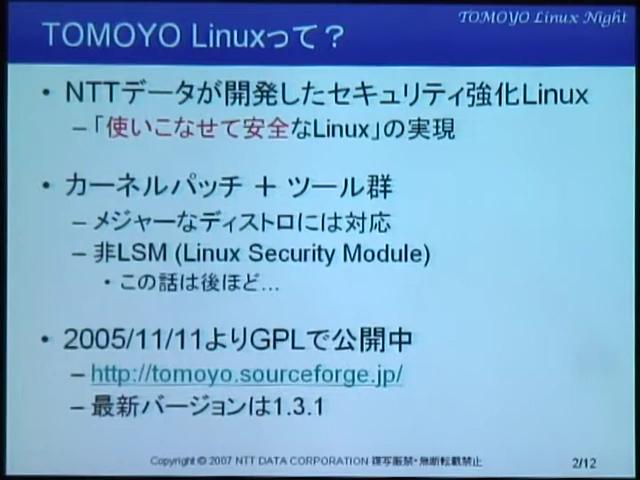 TOMOYO Linux Night
TOMOYO Linuxって？
・ NTTデータが開発したセキュリティ強化Linux
– 「使いこなせて安全なLinux」の実現
・ カーネルパッチ ＋ ツール群
– メジャーなディストロには対応
– 非LSM (Linux Security Module)
・ この話は後ほど…
・ 2005/11/11よりGPLで公開中
– http://tomoyo.sourceforge.jp/
– 最新バージョンは1.3.1
Copyright © 2007 NTT DATA CORPORATION 複写厳禁・無断転載禁止
2/12